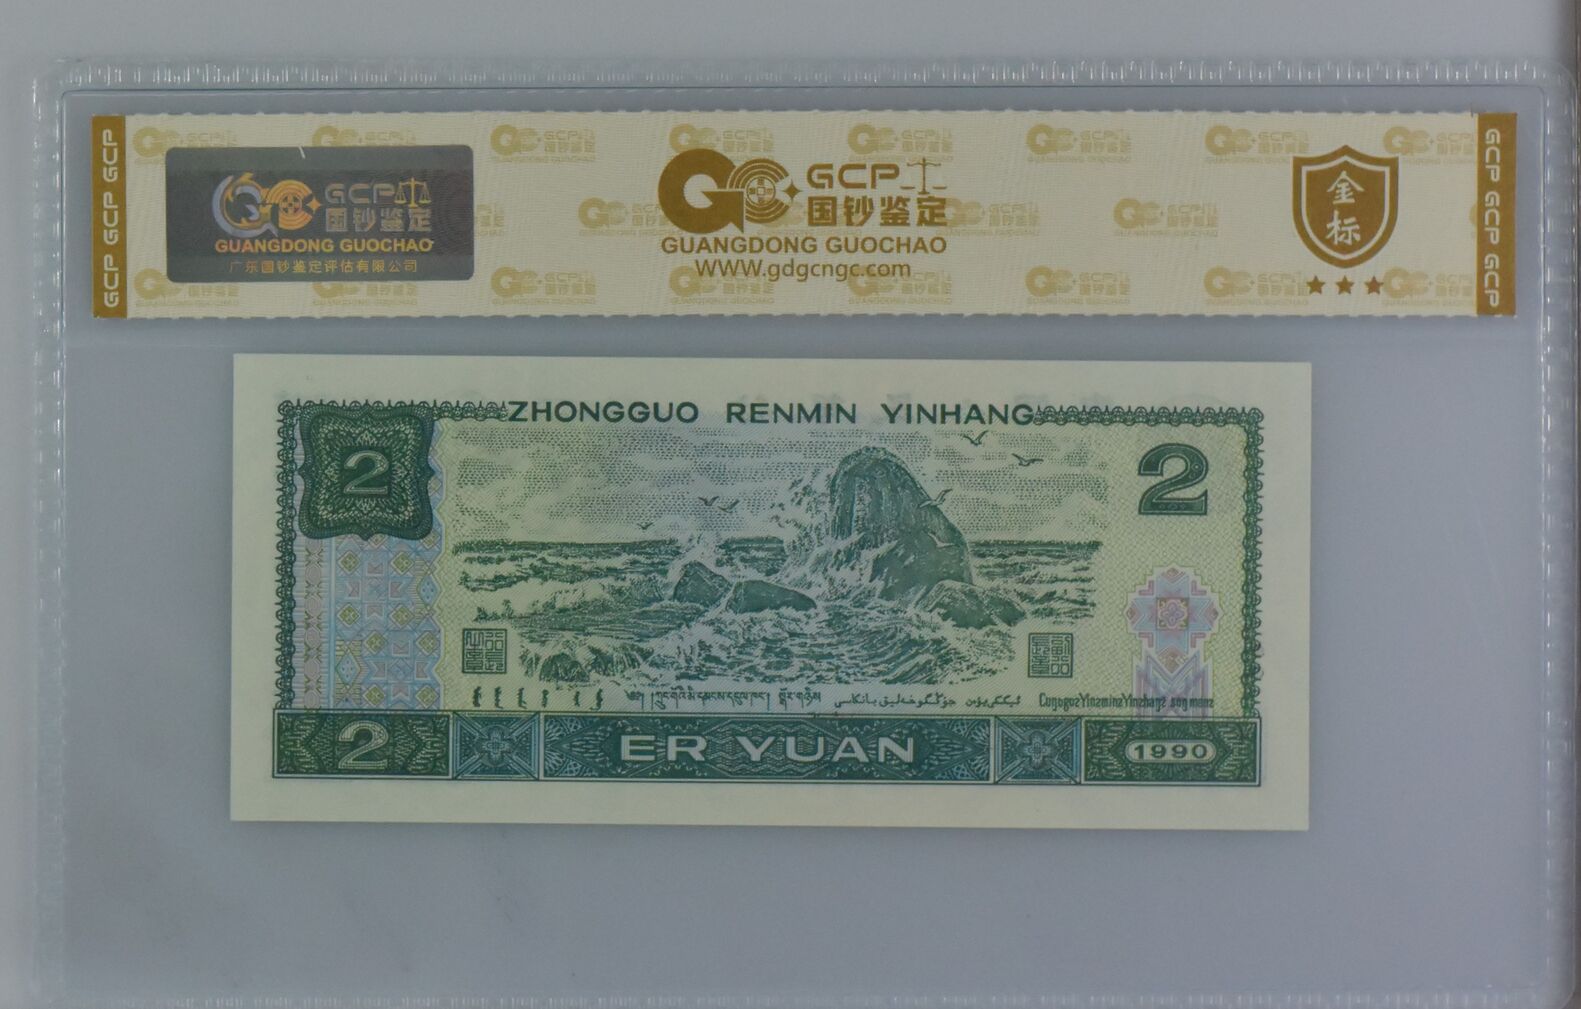 GCP GCP GCP
GCP
国钞鉴定
GUANGDONG GUOCHAO
广东国钞鉴定评估有限公司
GCP
国钞鉴定
GUANGDONG GUOCHAO
WWW.gdgcngc.com
金标
GCP GCP GCP
ZHONGGUO RENMIN YINHANG
2
2
2
ER YUAN
1990